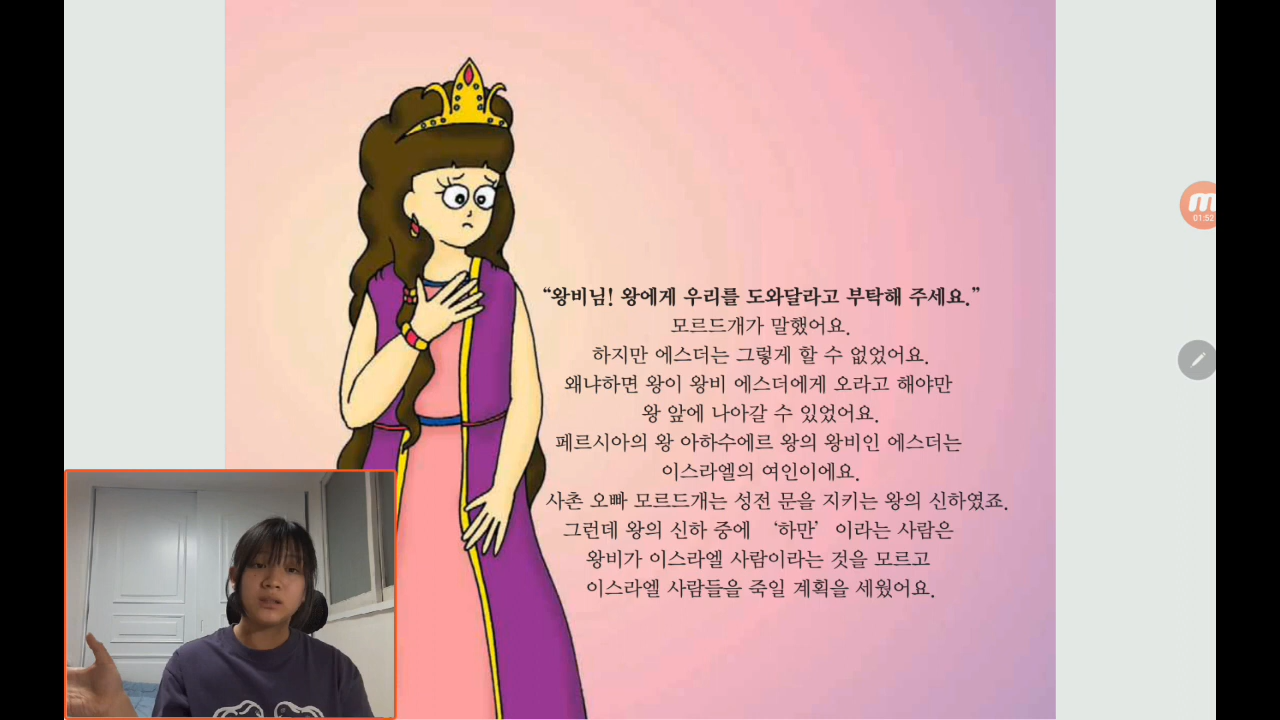 “왕비님! 왕에게 우리를 도와달라고 부탁해 주세요.”
모르드개가 말했어요.
하지만 에스더는 그렇게 할 수 없었어요.
왜냐하면 왕이 왕비 에스더에게 오라고 해야만
왕 앞에 나아갈 수 있었어요.
페르시아의 왕 아하수에르 왕의 왕비인 에스더는
이스라엘의 여인이에요.
사촌 오빠 모르드개는 성전 문을 지키는 왕의 신하였죠.
그런데 왕의 신하 중에 ‘하만’ 이라는 사람은
왕비가 이스라엘 사람이라는 것을 모르고
이스라엘 사람들을 죽일 계획을 세웠어요.
01:52